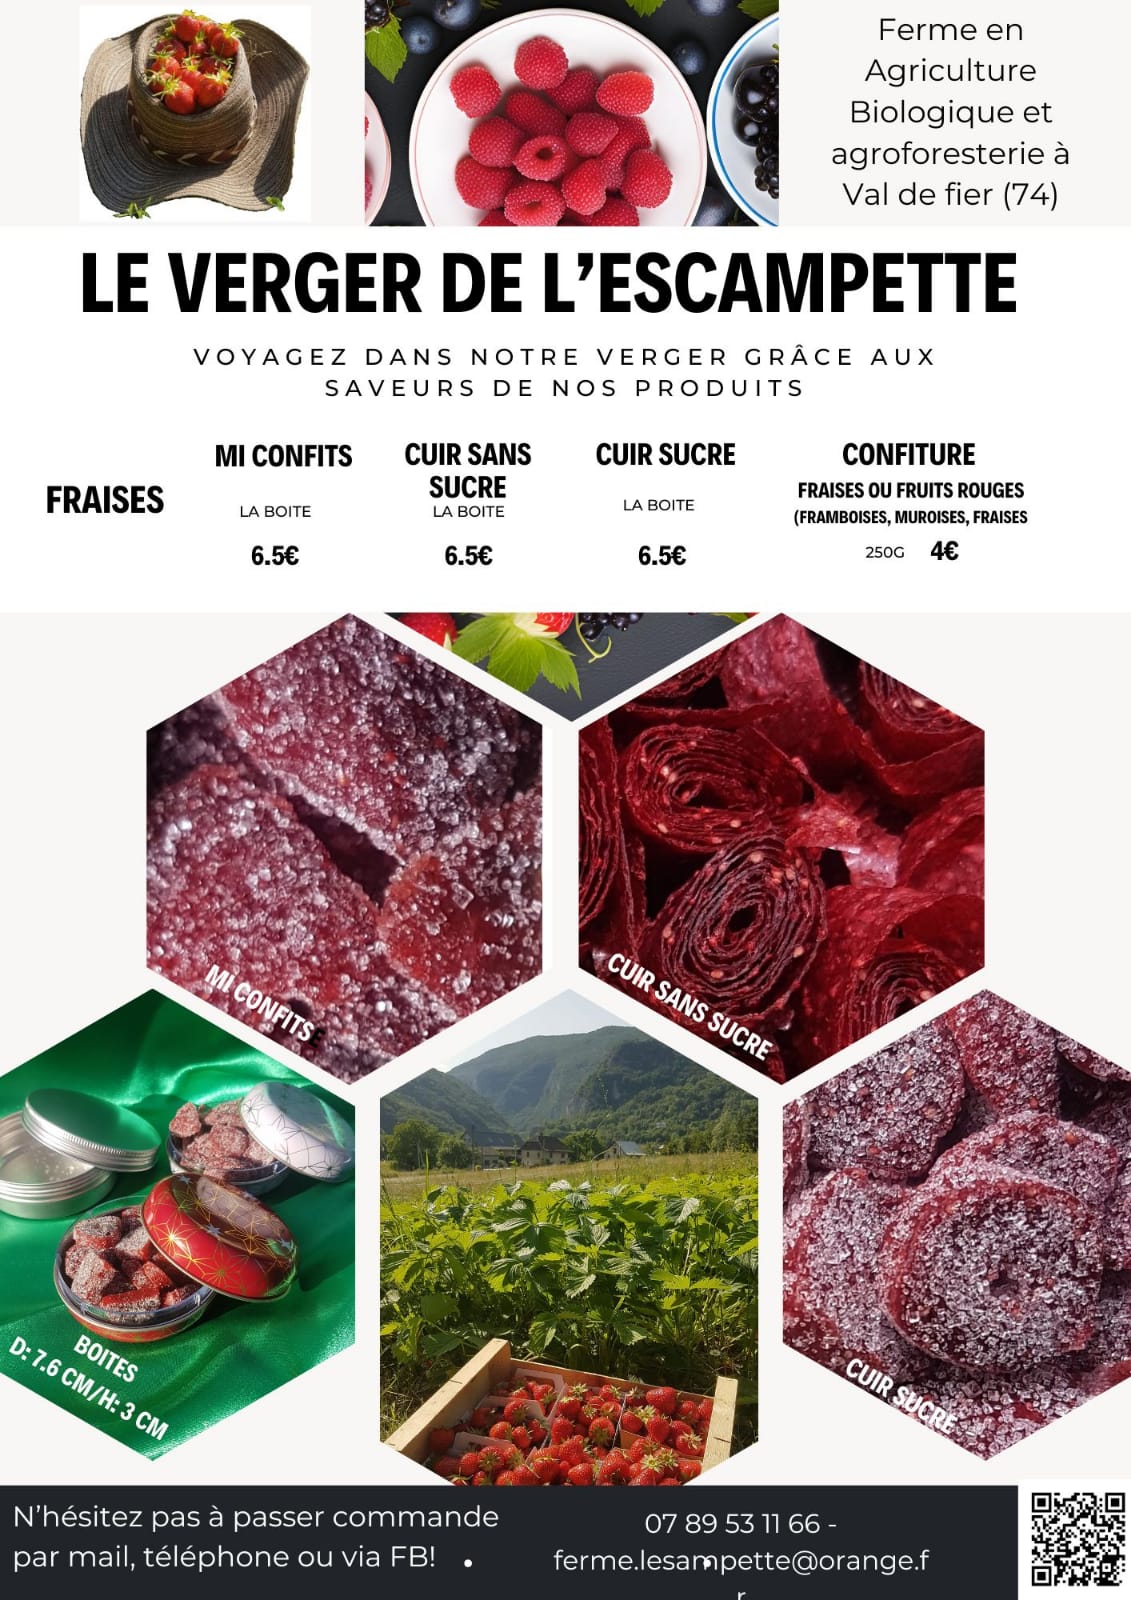 Ferme en
Agriculture
Biologique et
agroforesterie à
Val de fier (74)
LE VERGER DE L'ESCAMPETTE
VOYAGEZ DANS NOTRE VERGER GRÂCE AUX
SAVEURS DE NOS PRODUITS
FRAISES
MI CONFITS
LA BOITE
6.5€
CUIR SANS
SUCRE
LA BOITE
6.5€
CUIR SUCRE
LA BOITE
6.5€
CONFITURE
FRAISES OU FRUITS ROUGES
(FRAMBOISES, MUROISES, FRAISES
250G 4€
MI CONFITS
CUIR SANS SUCRE
BOITES
D: 7.6 CM/H: 3 CM
CUIR SUCRE
N'hésitez pas à passer commande
par mail, téléphone ou via FB! •
07 89 53 11 66 -
ferme.lesampette@orange.f
r